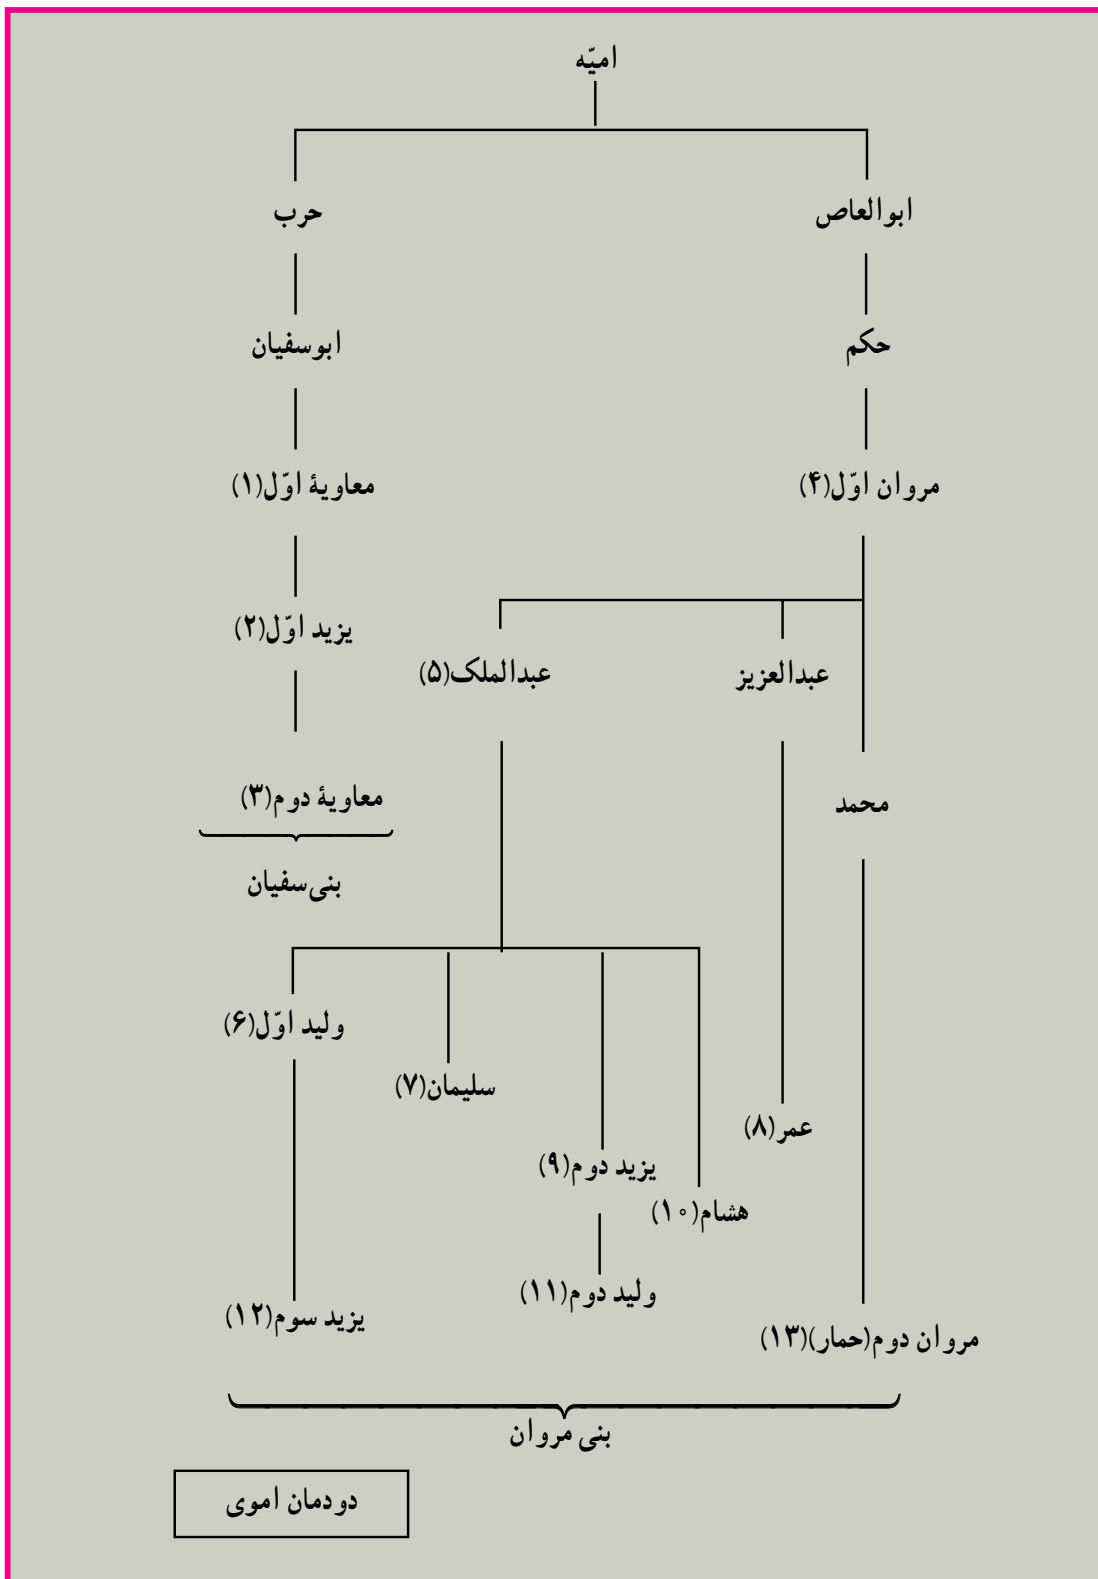 امیّه
ابوالعاص
حرب
حکم
ابوسفیان
مروان اوّل(۴)
معاویۀ اوّل(۱)
یزید اوّل(۲)
عبدالعزیز
عبدالملک(۵)
محمد
معاویۀ دوم(۳)
بنی‌سفیان
ولید اوّل(۶)
سلیمان(۷)
عمر(۸)
یزید دوم(۹)
هشام(۱۰)
ولید دوم(۱۱)
یزید سوم(۱۲)
مروان دوم(حمار)(۱۳)
بنی مروان
دودمان اموی